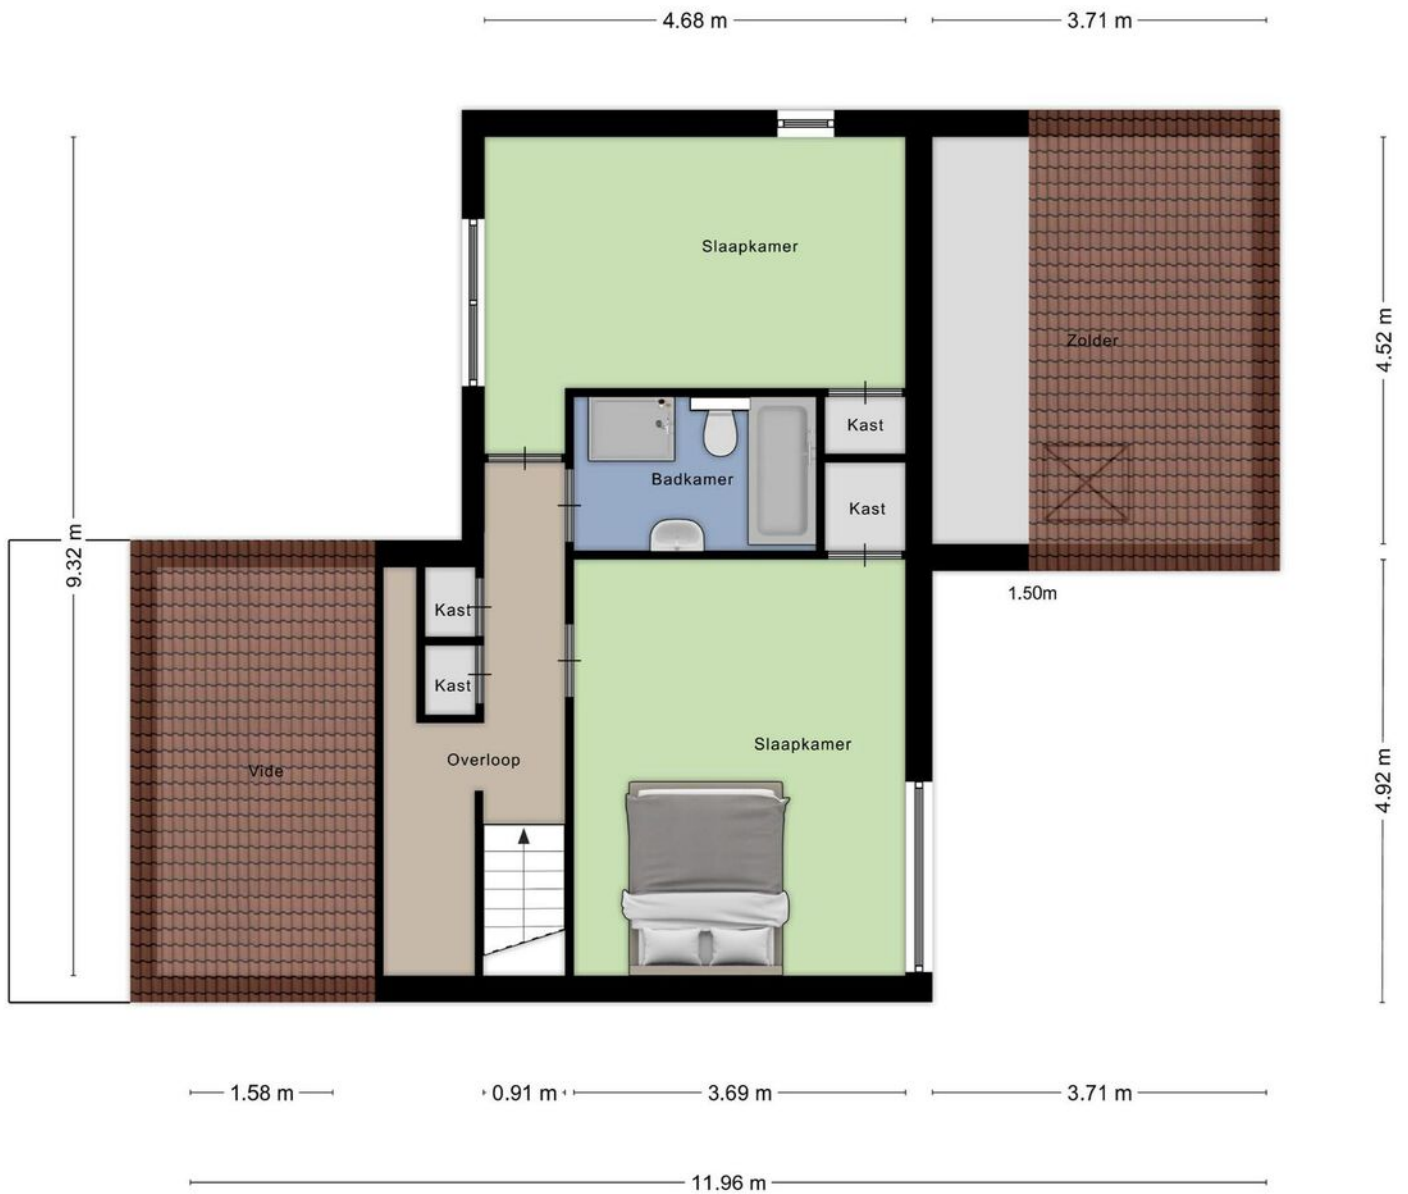 4.68 m
3.71 m
Slaapkamer
4.52 m
Zolder
Kast
Badkamer
Kast
9.32 m
1.50m
Kast
Kast
Slaapkamer
Overloop
Vide
4.92 m
1.58 m
0.91 m
3.69 m
3.71 m
11.96 m